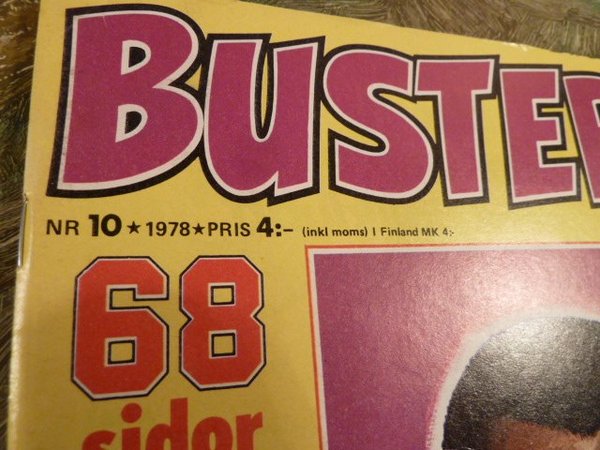 BUSTER
NR 10★1978★PRIS 4:- (inkl moms) I Finland MK 4:-
68
sidor